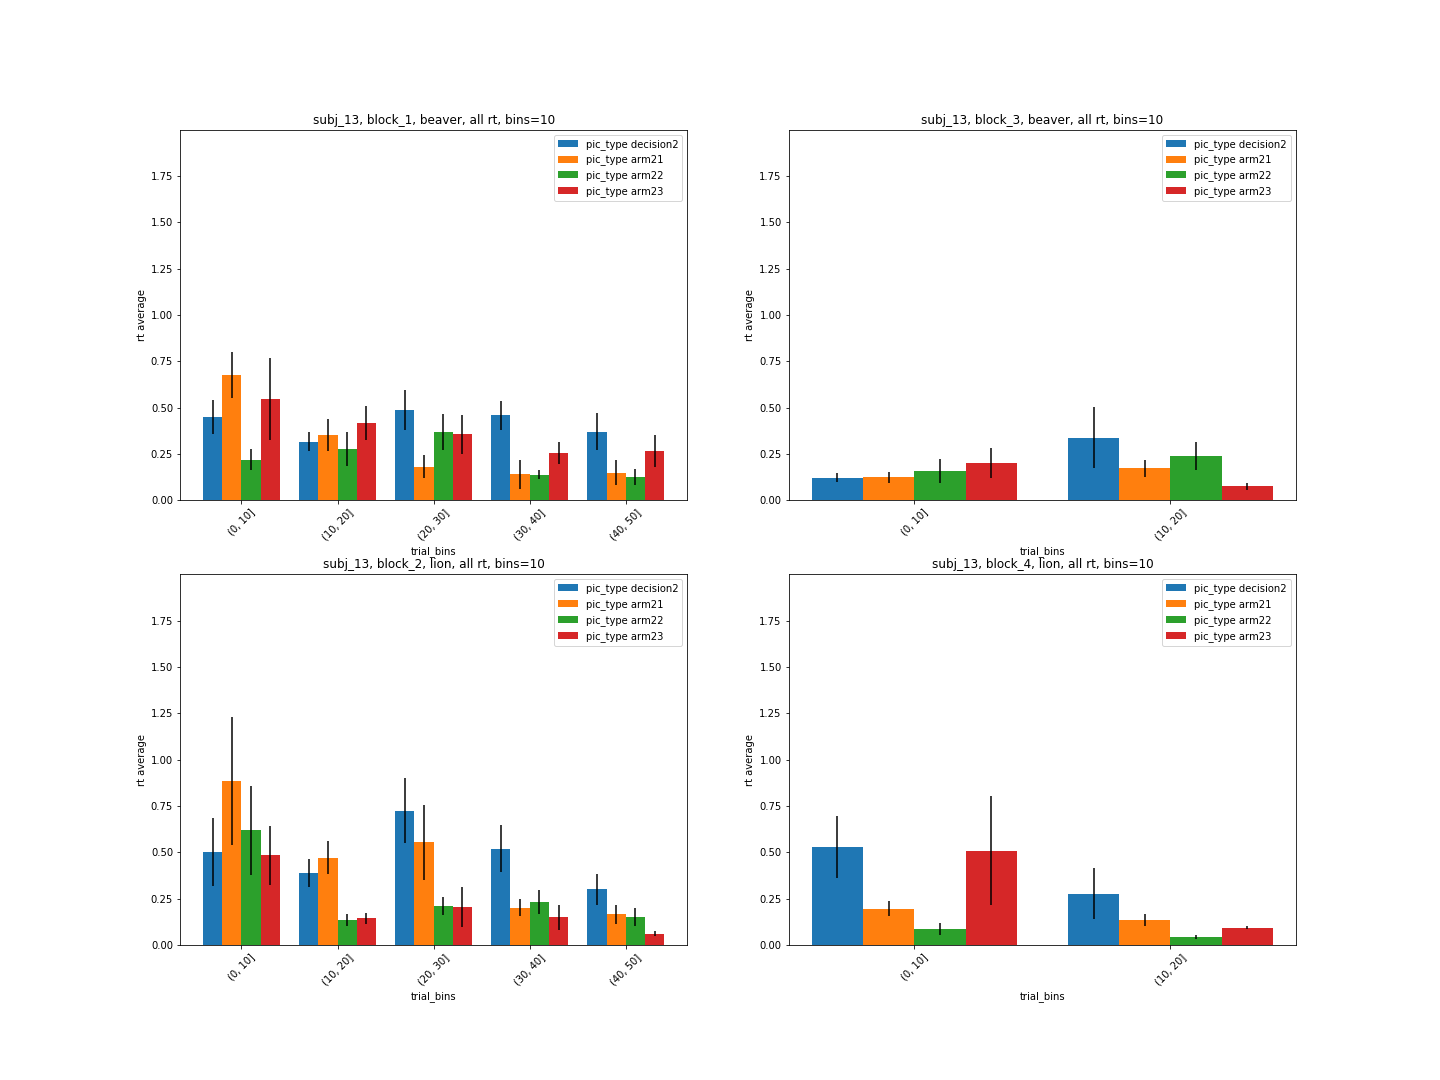 subj_13, block_1, beaver, all rt, bins=10
pic_type decision2
pic_type arm21
pic_type arm22
pic_type arm23
1.75
1.50
1.25
1.00
0.75
0.50
0.25
0.00
rt average
(0, 10]
(10, 20]
(20, 30]
(30, 40]
(40, 50]
trial_bins
subj_13, block_3, beaver, all rt, bins=10
pic_type decision2
pic_type arm21
pic_type arm22
pic_type arm23
1.75
1.50
1.25
1.00
0.75
0.50
0.25
0.00
rt average
(0, 10]
(10, 20]
trial_bins
subj_13, block_2, lion, all rt, bins=10
pic_type decision2
pic_type arm21
pic_type arm22
pic_type arm23
1.75
1.50
1.25
1.00
0.75
0.50
0.25
0.00
rt average
(0, 10]
(10, 20]
(20, 30]
(30, 40]
(40, 50]
trial_bins
subj_13, block_4, lion, all rt, bins=10
pic_type decision2
pic_type arm21
pic_type arm22
pic_type arm23
1.75
1.50
1.25
1.00
0.75
0.50
0.25
0.00
rt average
(0, 10]
(10, 20]
trial_bins